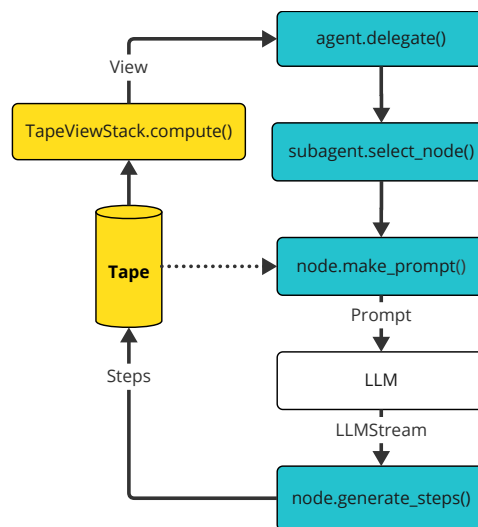 agent.delegate()
View
TapeViewStack.compute()
subagent.select_node()
Tape
node.make_prompt()
Prompt
Steps
LLM
LLMStream
node.generate_steps()